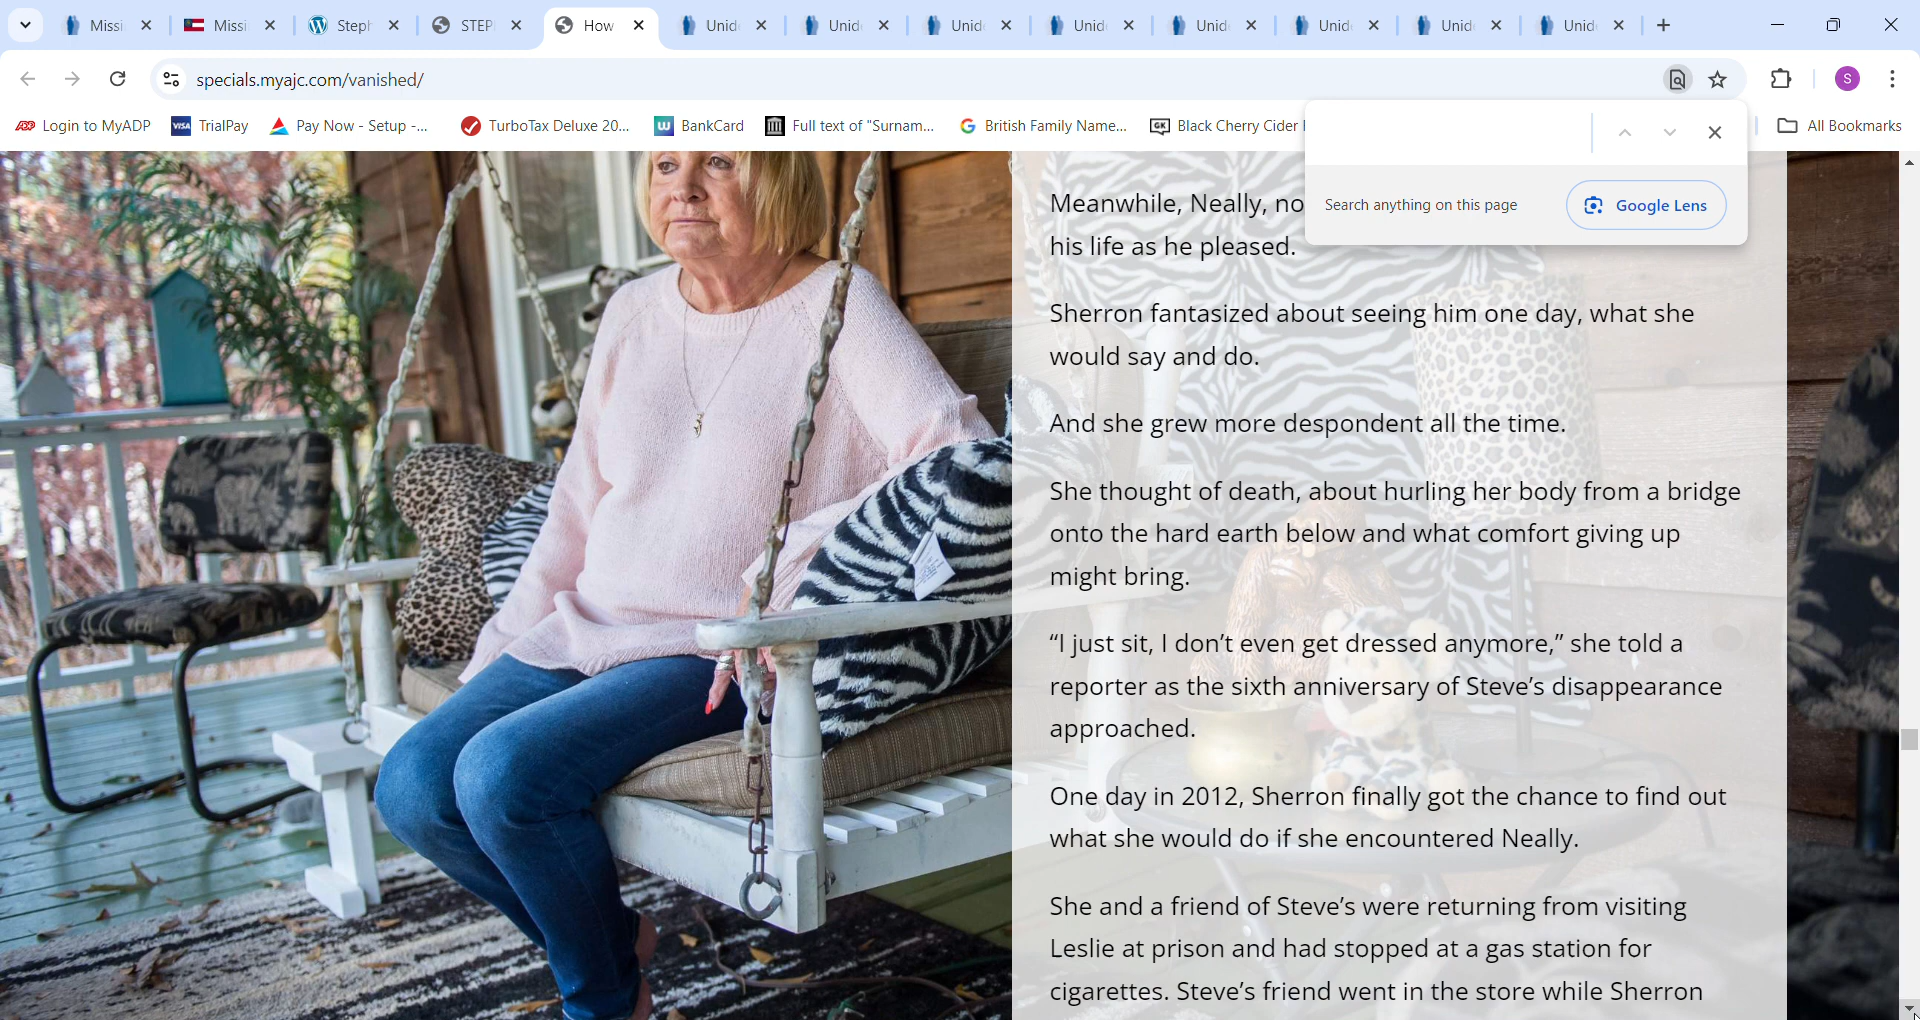 Missi
Missi
Steph
STEP
How
Unid
Unid
Unid
Unid
Unid
Unid
Unid
Unid
specials.myajc.com/vanished/
S
Login to MyADP
VISA TrialPay
Pay Now - Setup -...
TurboTax Deluxe 20...
BankCard
Full text of "Surnam...
British Family Name...
GK Black Cherry Cider
All Bookmarks
Search anything on this page
Google Lens
Meanwhile, Neally, no
his life as he pleased.
Sherron fantasized about seeing him one day, what she
would say and do.
And she grew more despondent all the time.
She thought of death, about hurling her body from a bridge
onto the hard earth below and what comfort giving up
might bring.
“I just sit, I don’t even get dressed anymore,” she told a
reporter as the sixth anniversary of Steve’s disappearance
approached.
One day in 2012, Sherron finally got the chance to find out
what she would do if she encountered Neally.
She and a friend of Steve’s were returning from visiting
Leslie at prison and had stopped at a gas station for
cigarettes. Steve’s friend went in the store while Sherron